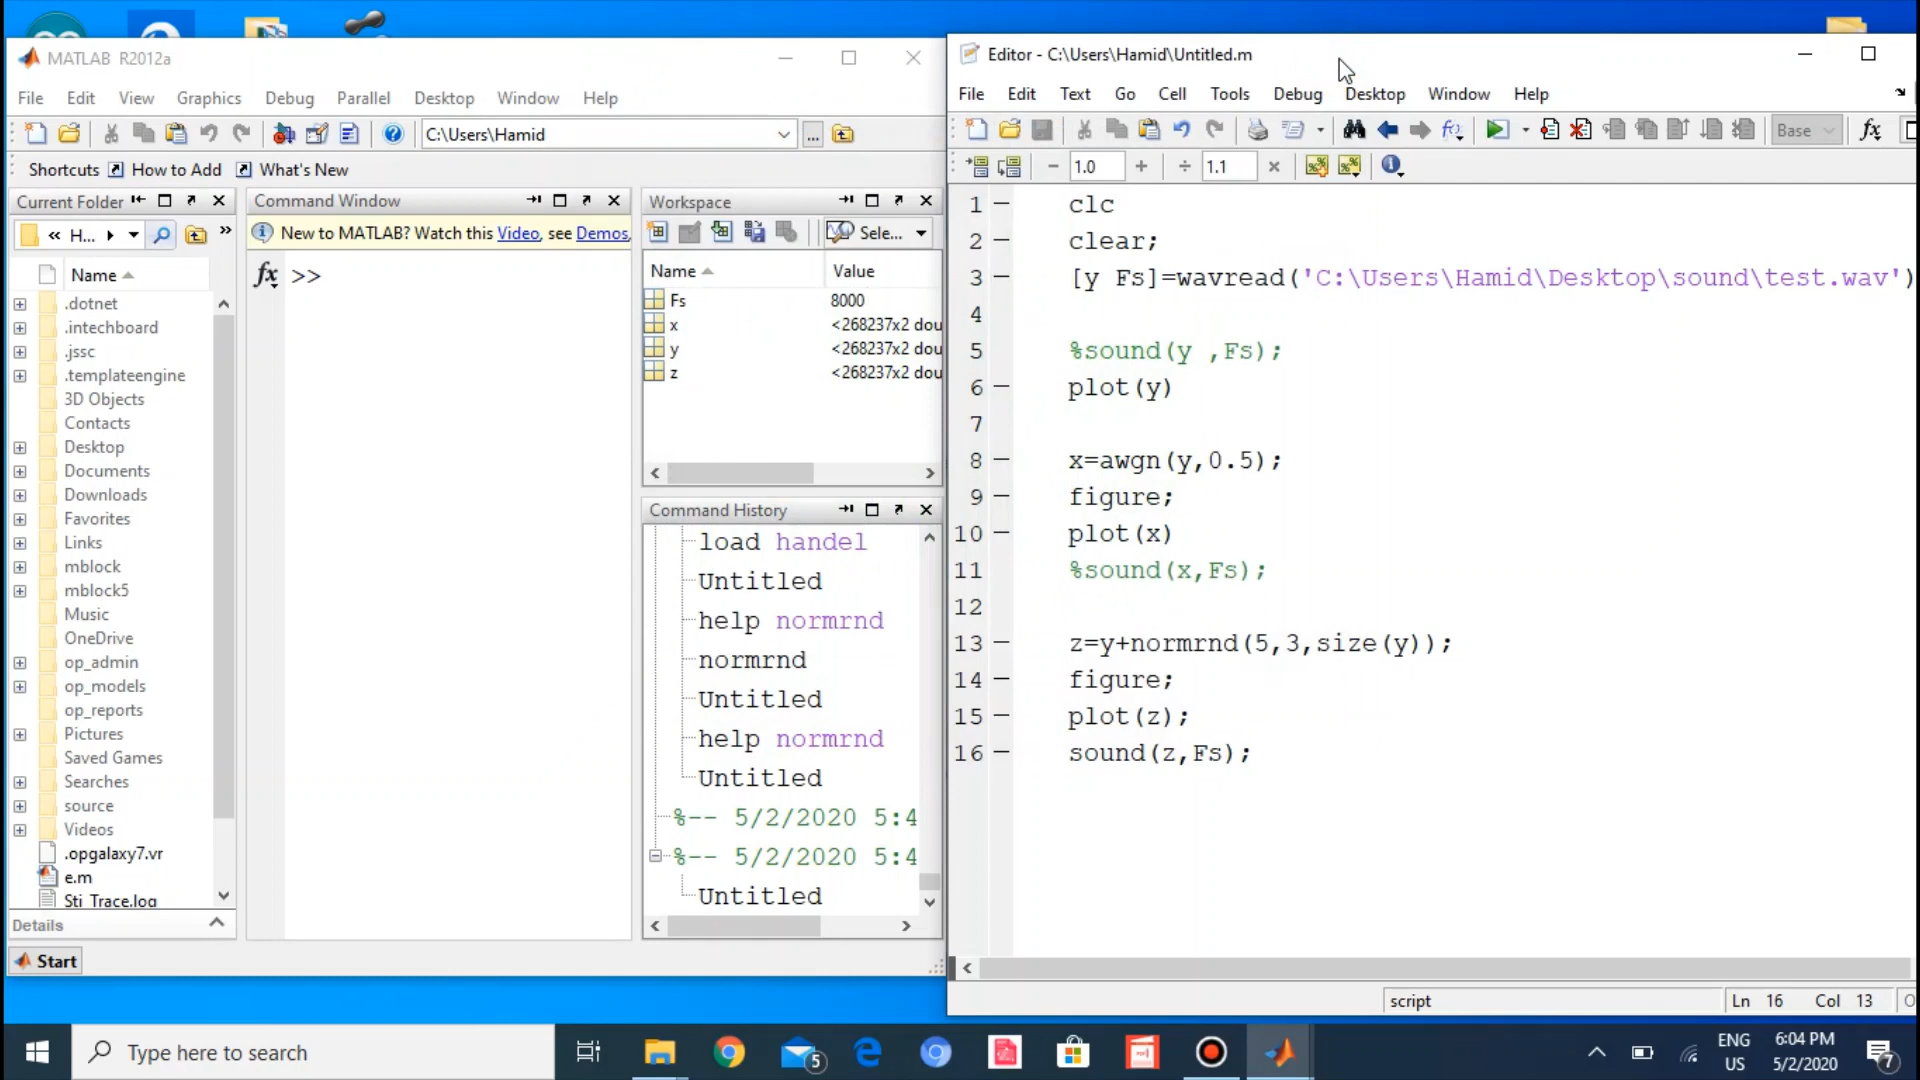 MATLAB R2012a
File Edit View Graphics Debug Parallel Desktop Window Help
C:\Users\Hamid
Shortcuts How to Add What's New
Current Folder
« H...
Name
.dotnet
.intechboard
.jssc
.templateengine
3D Objects
Contacts
Desktop
Documents
Downloads
Favorites
Links
mblock
mblock5
Music
OneDrive
op_admin
op_models
op_reports
Pictures
Saved Games
Searches
source
Videos
.opgalaxy7.vr
e.m
Sti_Trace.log
Details
Start
Command Window
New to MATLAB? Watch this Video, see Demos,
fx >>
Workspace
Sele...
Name Value
Fs 8000
x <268237x2 dou
y <268237x2 dou
z <268237x2 dou
Command History
load handel
Untitled
help normrnd
normrnd
Untitled
help normrnd
Untitled
%-- 5/2/2020 5:4
%-- 5/2/2020 5:4
Untitled
Editor - C:\Users\Hamid\Untitled.m
File Edit Text Go Cell Tools Debug Desktop Window Help
Base fx
− 1.0 + ÷ 1.1 ×
1 clc
2 clear;
3 [y Fs]=wavread('C:\Users\Hamid\Desktop\sound\test.wav')
4
5 %sound(y ,Fs);
6 plot(y)
7
8 x=awgn(y,0.5);
9 figure;
10 plot(x)
11 %sound(x,Fs);
12
13 z=y+normrnd(5,3,size(y));
14 figure;
15 plot(z);
16 sound(z,Fs);
script Ln 16 Col 13
Type here to search
5
ENG
US
6:04 PM
5/2/2020
7